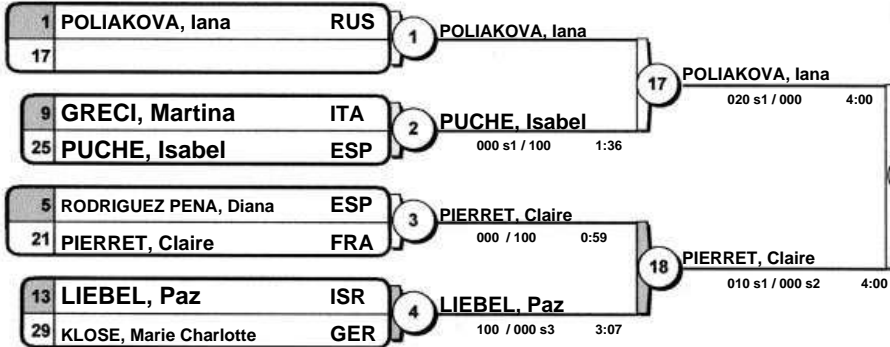 1 POLIAKOVA, Iana RUS
17
1
POLIAKOVA, Iana
9 GRECI, Martina ITA
25 PUCHE, Isabel ESP
2
PUCHE, Isabel
000 s1 / 100 1:36
17
POLIAKOVA, Iana
020 s1 / 000 4:00
5 RODRIGUEZ PENA, Diana ESP
21 PIERRET, Claire FRA
3
PIERRET, Claire
000 / 100 0:59
13 LIEBEL, Paz ISR
29 KLOSE, Marie Charlotte GER
4
LIEBEL, Paz
100 / 000 s3 3:07
18
PIERRET, Claire
010 s1 / 000 s2 4:00